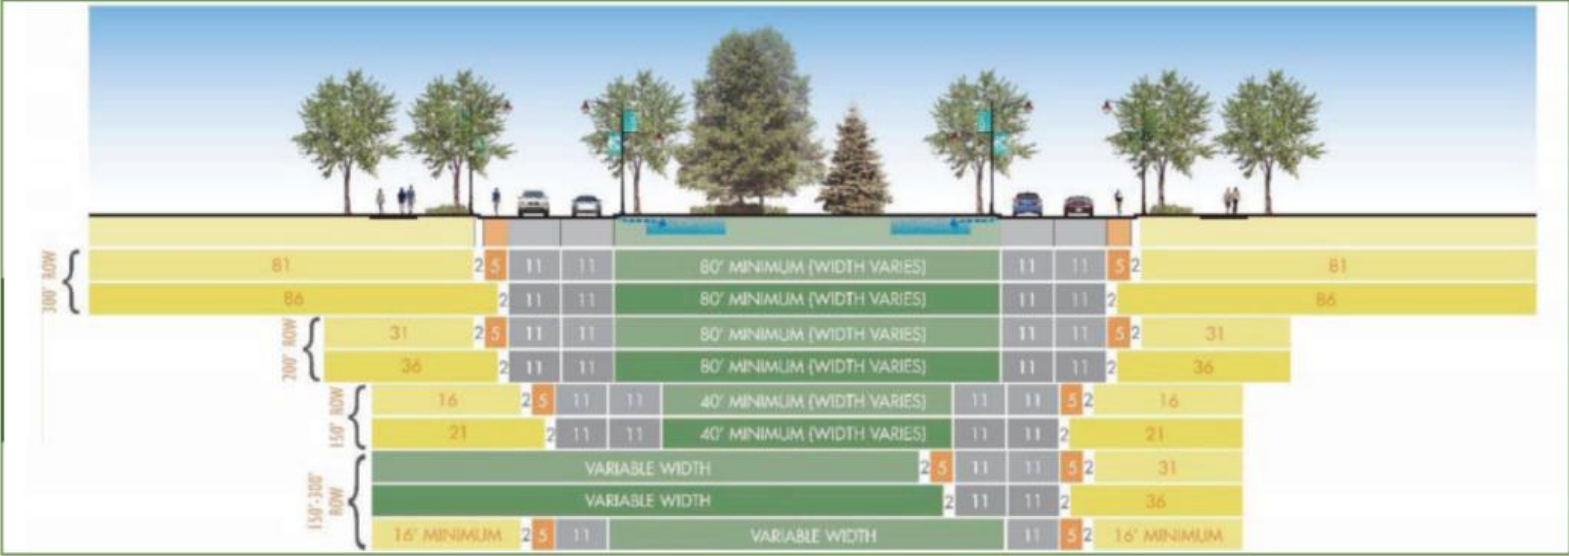 300' ROW
81 2 5 11 11 80' MINIMUM (WIDTH VARIES) 11 11 5 2 81
86 2 11 11 80' MINIMUM (WIDTH VARIES) 11 11 2 86
200' ROW
31 2 5 11 11 80' MINIMUM (WIDTH VARIES) 11 11 5 2 31
36 2 11 11 80' MINIMUM (WIDTH VARIES) 11 11 2 36
150' ROW
16 2 5 11 11 40' MINIMUM (WIDTH VARIES) 11 11 5 2 16
21 2 11 11 40' MINIMUM (WIDTH VARIES) 11 11 2 21
150'-300' ROW
VARIABLE WIDTH 2 5 11 11 5 2 31
VARIABLE WIDTH 2 11 11 2 36
16' MINIMUM 2 5 11 VARIABLE WIDTH 11 5 2 16' MINIMUM